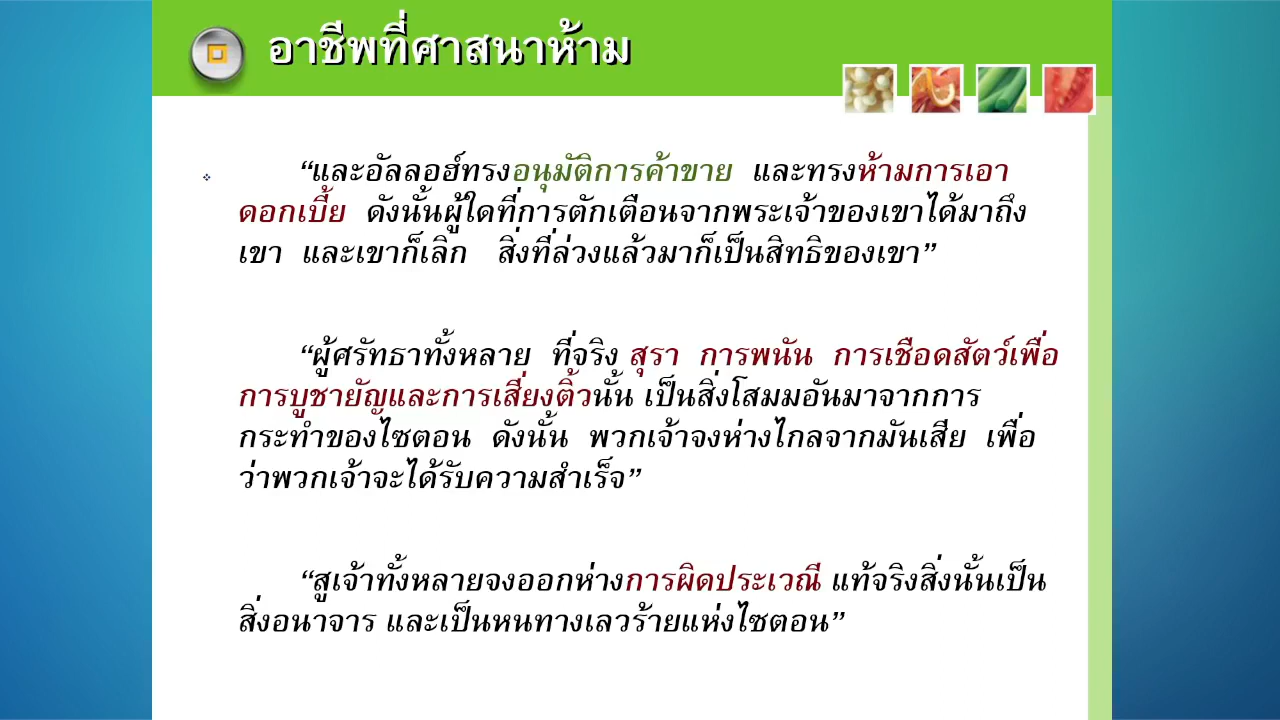 อาชีพที่ศาสนาห้าม
“และอัลลอฮ์ทรงอนุมัติการค้าขาย และทรงห้ามการเอา
ดอกเบี้ย ดังนั้นผู้ใดที่การตักเตือนจากพระเจ้าของเขาได้มาถึง
เขา และเขาก็เลิก สิ่งที่ล่วงแล้วมาก็เป็นสิทธิของเขา”
“ผู้ศรัทธาทั้งหลาย ที่จริง สุรา การพนัน การเชือดสัตว์เพื่อ
การบูชายัญและการเสี่ยงติ้วนั้น เป็นสิ่งโสมมอันมาจากการ
กระทำของไซตอน ดังนั้น พวกเจ้าจงห่างไกลจากมันเสีย เพื่อ
ว่าพวกเจ้าจะได้รับความสำเร็จ”
“สูเจ้าทั้งหลายจงออกห่างการผิดประเวณี แท้จริงสิ่งนั้นเป็น
สิ่งอนาจาร และเป็นหนทางเลวร้ายแห่งไซตอน”